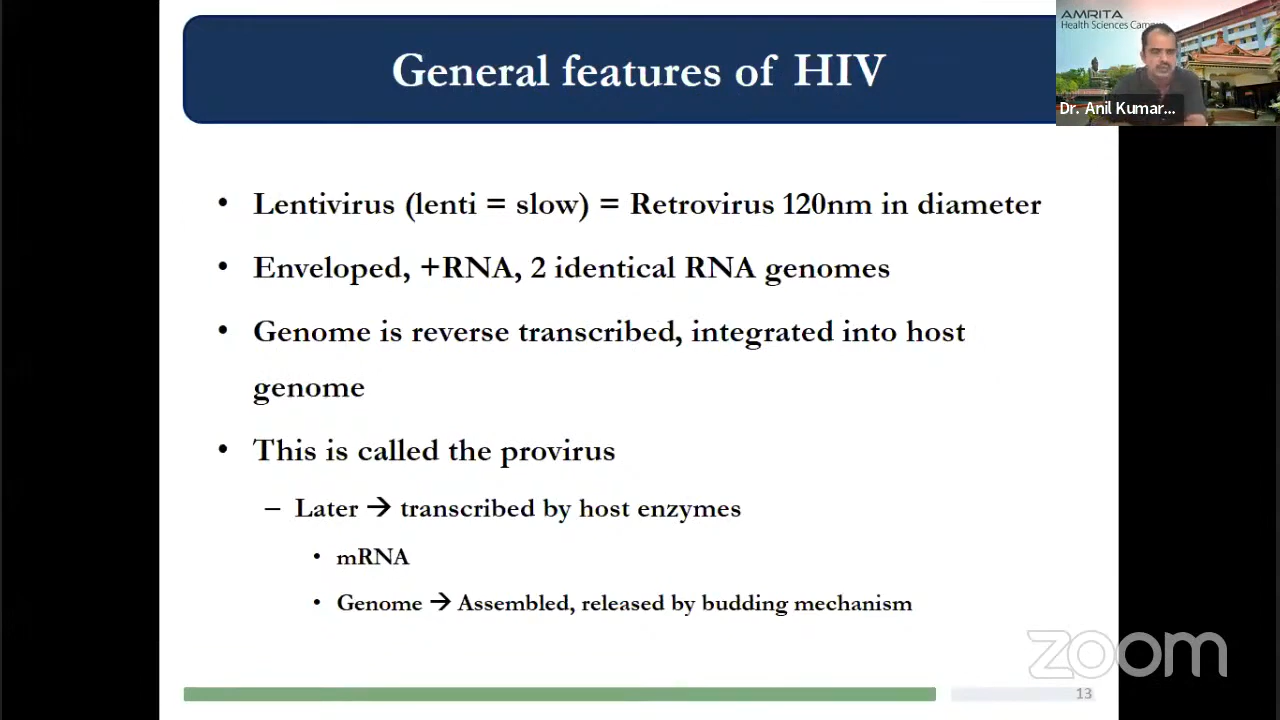 General features of HIV
AMRITA
Health Sciences Campus
Dr. Anil Kumar...
• Lentivirus (lenti = slow) = Retrovirus 120nm in diameter
• Enveloped, +RNA, 2 identical RNA genomes
• Genome is reverse transcribed, integrated into host
genome
• This is called the provirus
– Later → transcribed by host enzymes
• mRNA
• Genome → Assembled, released by budding mechanism
zoom
13